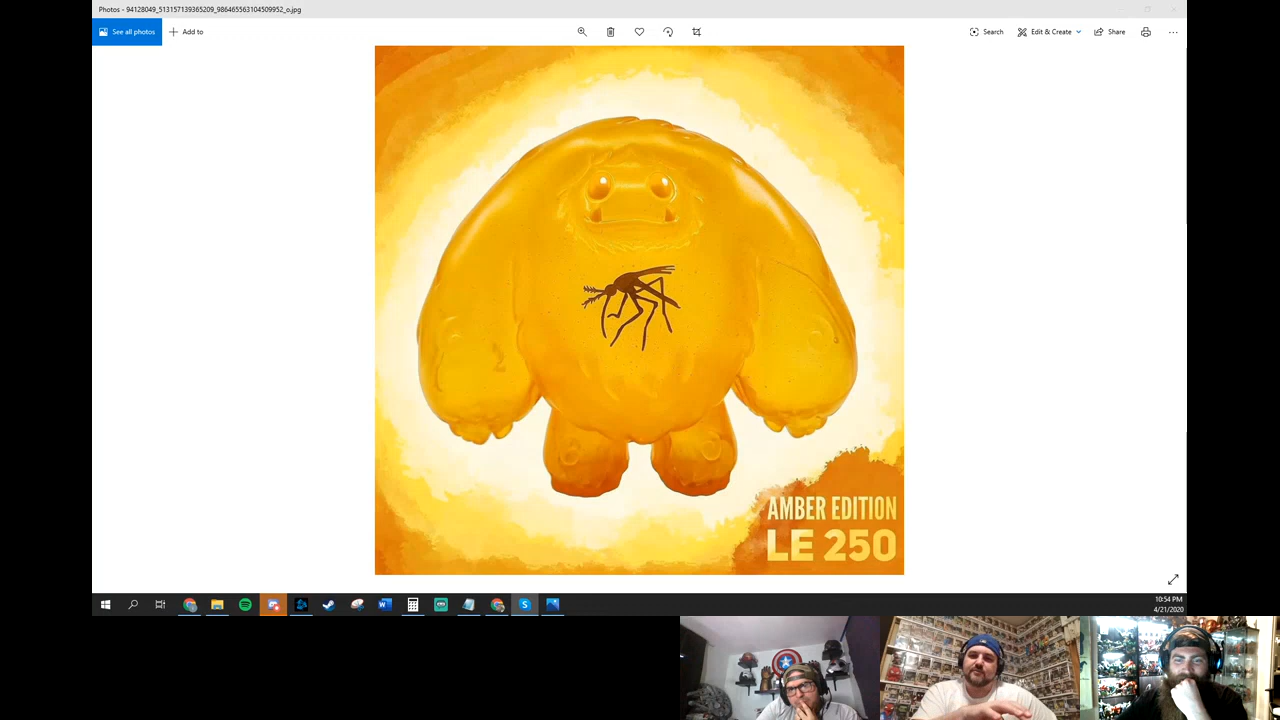 Photos - 94128049_513157139365209_986465563104509952_o.jpg
See all photos
Add to
Search
Edit & Create
Share
AMBER EDITION
LE 250
10:54 PM
4/21/2020